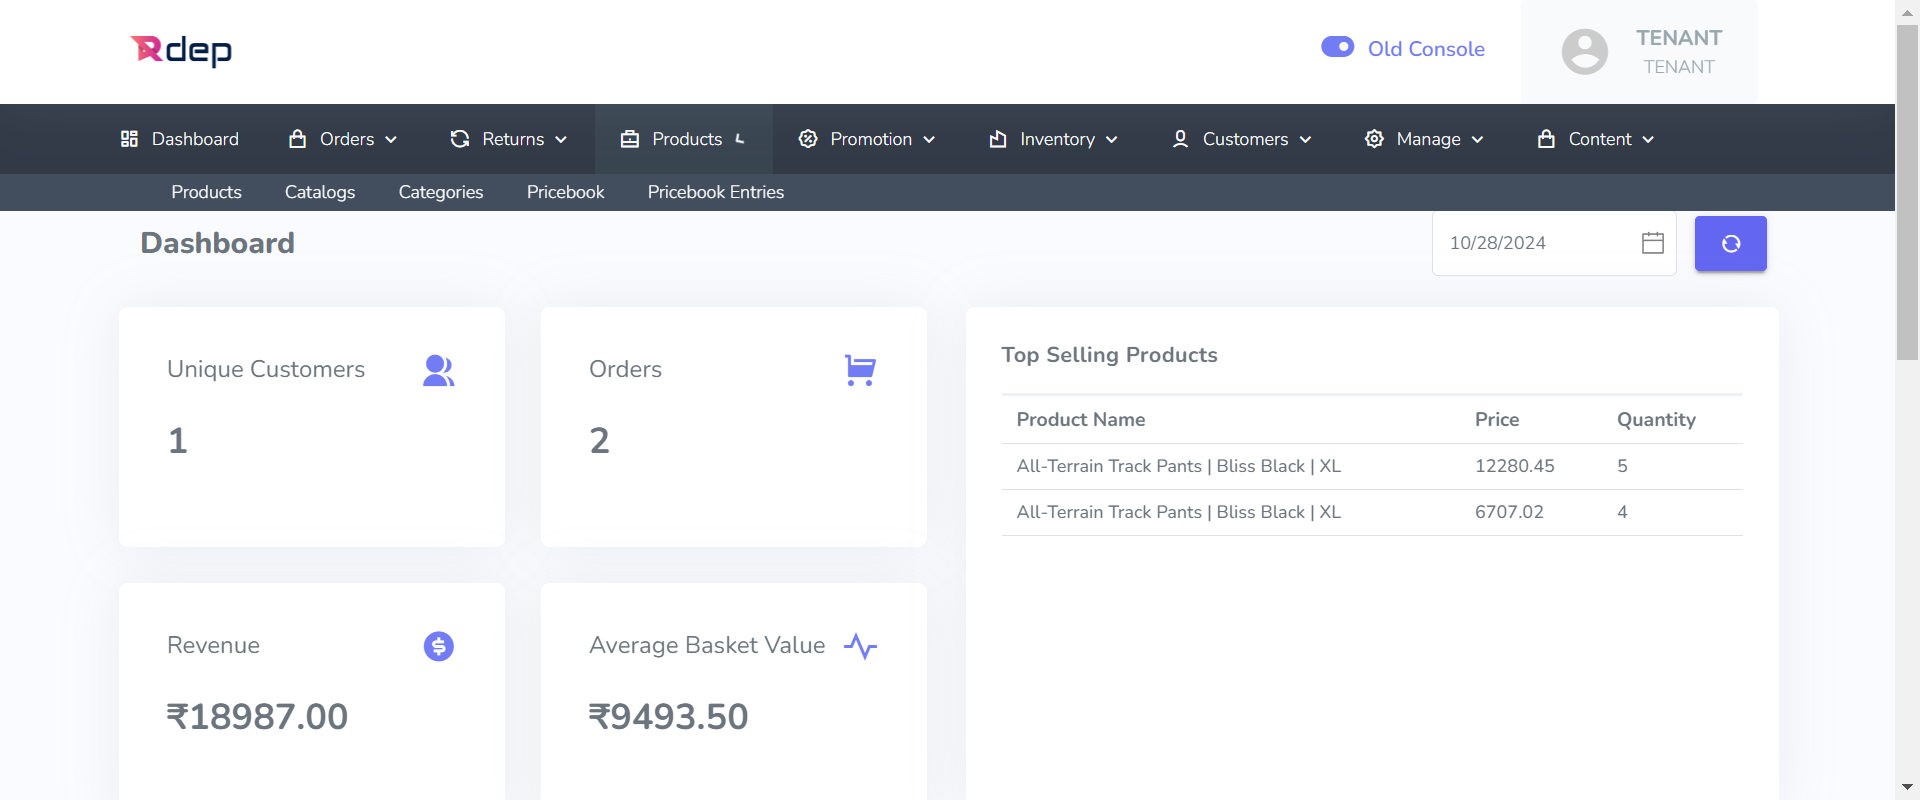 Rdep
Old Console
TENANT
TENANT
Dashboard Orders Returns Products Promotion Inventory Customers Manage Content
Products Catalogs Categories Pricebook Pricebook Entries
Dashboard
10/28/2024
Unique Customers
1
Orders
2
Revenue
₹18987.00
Average Basket Value
₹9493.50
Top Selling Products
Product Name Price Quantity
All-Terrain Track Pants | Bliss Black | XL 12280.45 5
All-Terrain Track Pants | Bliss Black | XL 6707.02 4